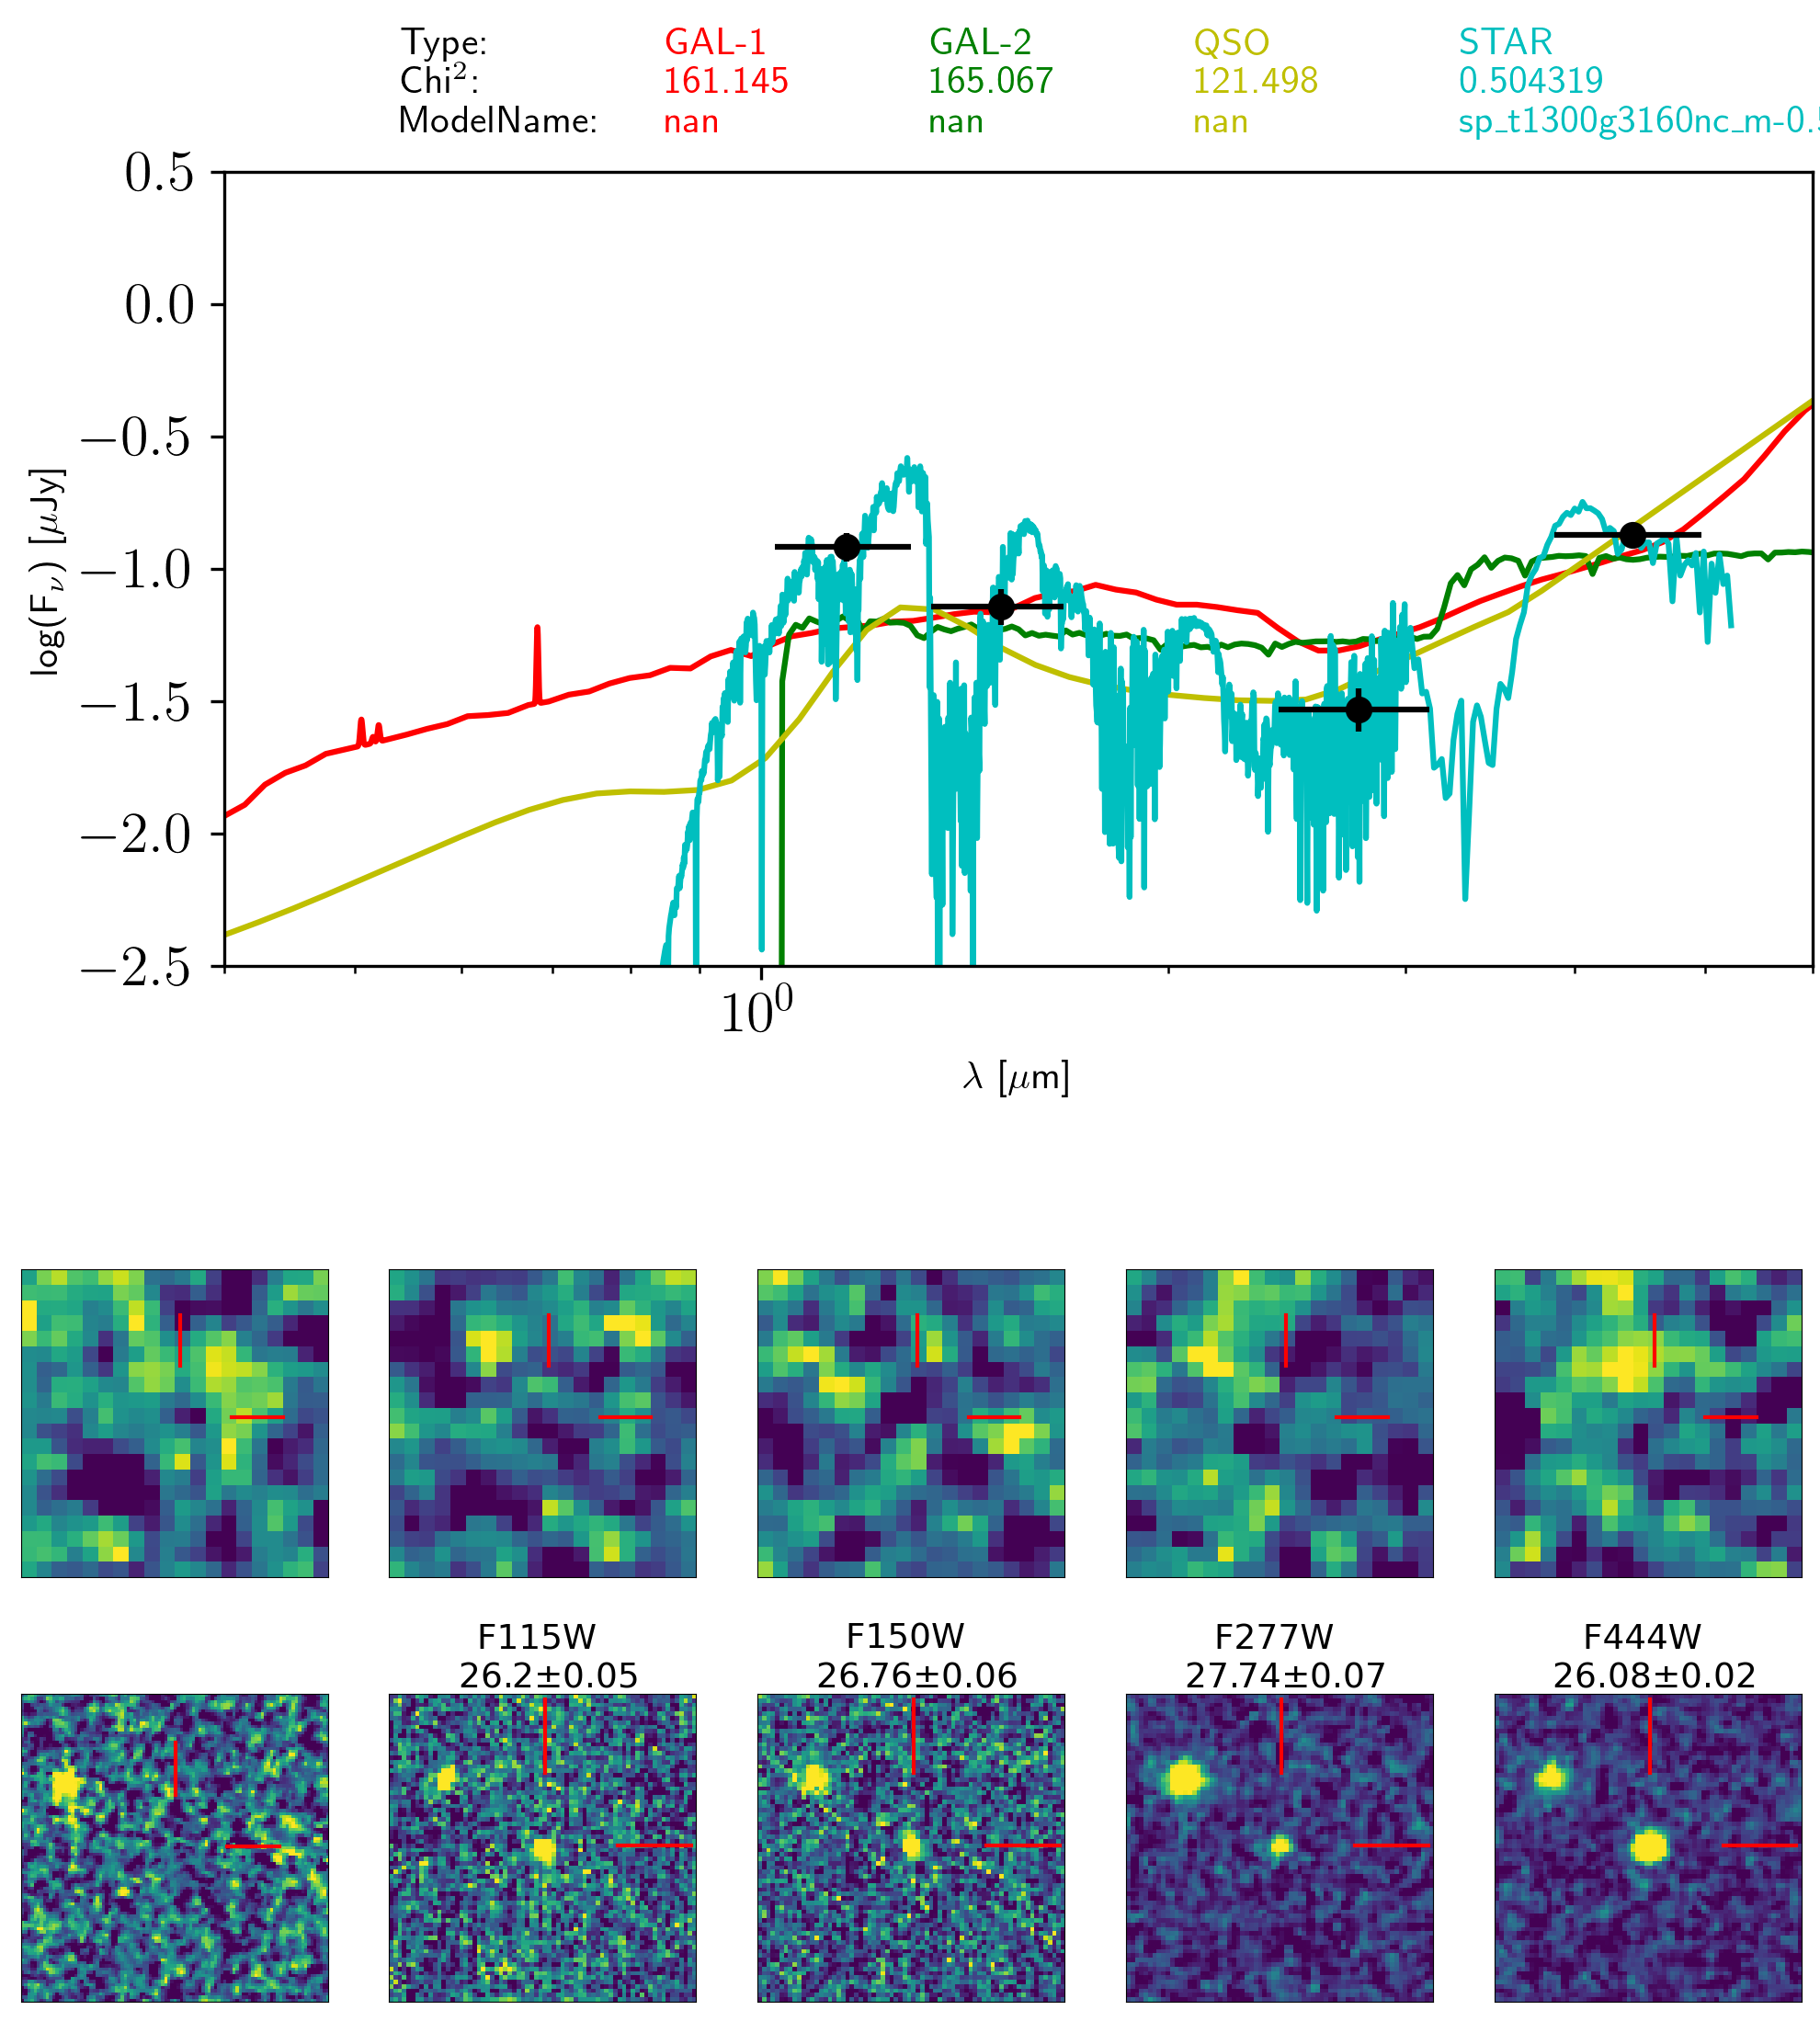 Type: GAL-1 GAL-2 QSO STAR
Chi²: 161.145 165.067 121.498 0.504319
ModelName: nan nan nan sp_t1300g3160nc_m-0.5
0.5
0.0
−0.5
−1.0
−1.5
−2.0
−2.5
log(Fν) [μJy]
10⁰
λ [μm]
F115W F150W F277W F444W
26.2±0.05 26.76±0.06 27.74±0.07 26.08±0.02